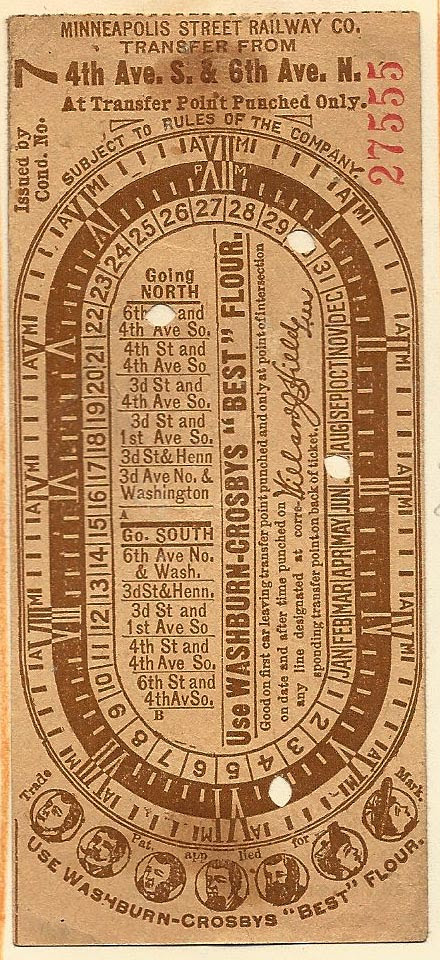 MINNEAPOLIS STREET RAILWAY CO.
TRANSFER FROM
4th Ave. S. & 6th Ave. N.
At Transfer Point Punched Only.
7
Issued by
Cond. No.
27555
SUBJECT TO RULES OF THE COMPANY.
27 28 29 31
26 25 24 23 22 21 20 19 18 17 16 15 14 13 12 11 10 9 8 7 6 5 4 3 2 1
JAN FEB MAR APR MAY JUN AUG SEP OCT NOV DEC
Going
NORTH
6th and
4th Ave So.
4th St and
4th Ave So.
3d St and
4th Ave So.
3d St and
1st Ave So.
3d St & Henn
3d Ave No. &
Washington
A
Go- SOUTH
6th Ave No.
& Wash.
3d St & Henn.
3d St and
1st Ave So
4th St and
4th Ave So.
6th St and
4th Av So.
B
Use WASHBURN-CROSBYS "BEST" FLOUR.
Good on first car leaving transfer point punched and only at point of intersection
on date and after time punched on
any line designated at corre-
sponding transfer point on back of ticket.
Willard J. Hield
Trade Mark.
Pat. applied for
USE WASHBURN-CROSBYS "BEST" FLOUR.